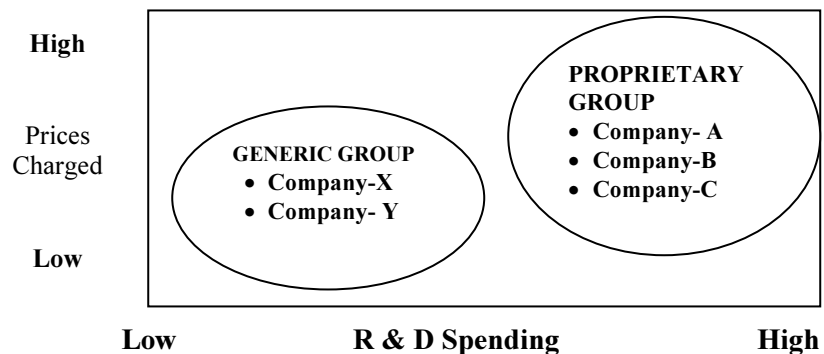 High
Prices
Charged
Low
GENERIC GROUP
• Company-X
• Company- Y
PROPRIETARY
GROUP
• Company- A
• Company-B
• Company-C
Low R & D Spending High